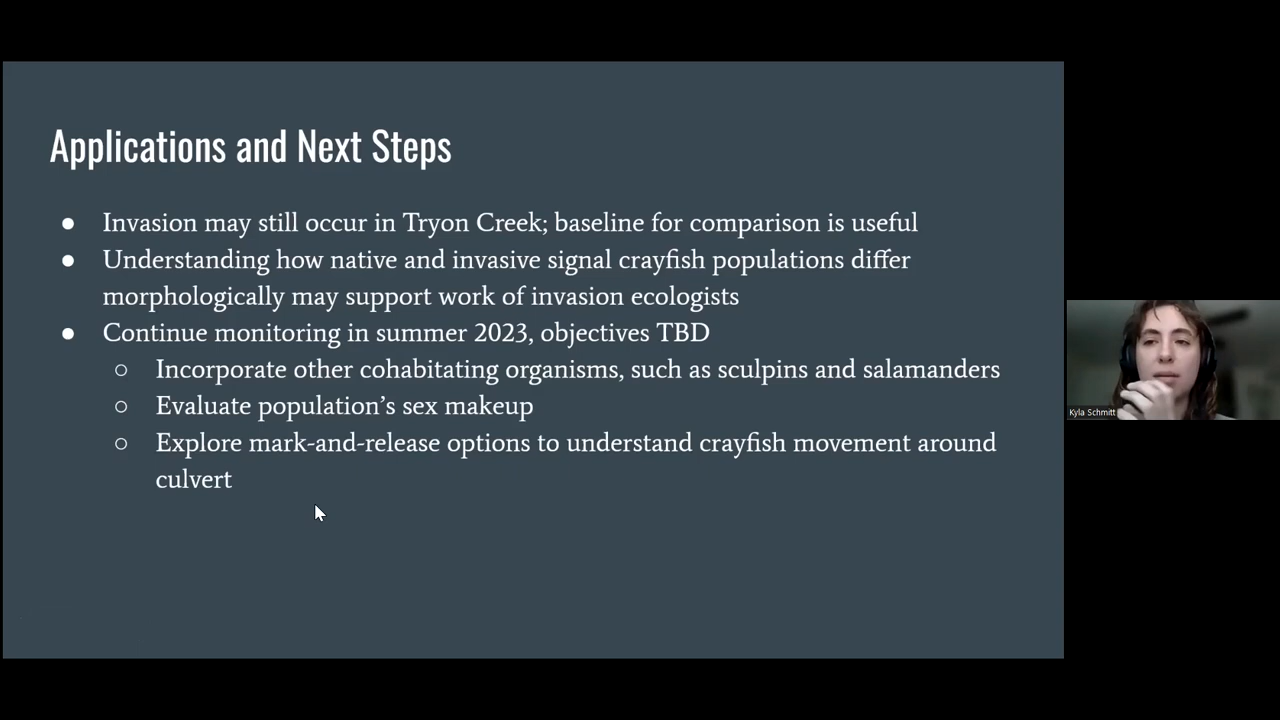 Applications and Next Steps
● Invasion may still occur in Tryon Creek; baseline for comparison is useful
● Understanding how native and invasive signal crayfish populations differ
morphologically may support work of invasion ecologists
● Continue monitoring in summer 2023, objectives TBD
○ Incorporate other cohabitating organisms, such as sculpins and salamanders
○ Evaluate population’s sex makeup
○ Explore mark-and-release options to understand crayfish movement around
culvert
Kyla Schmitt